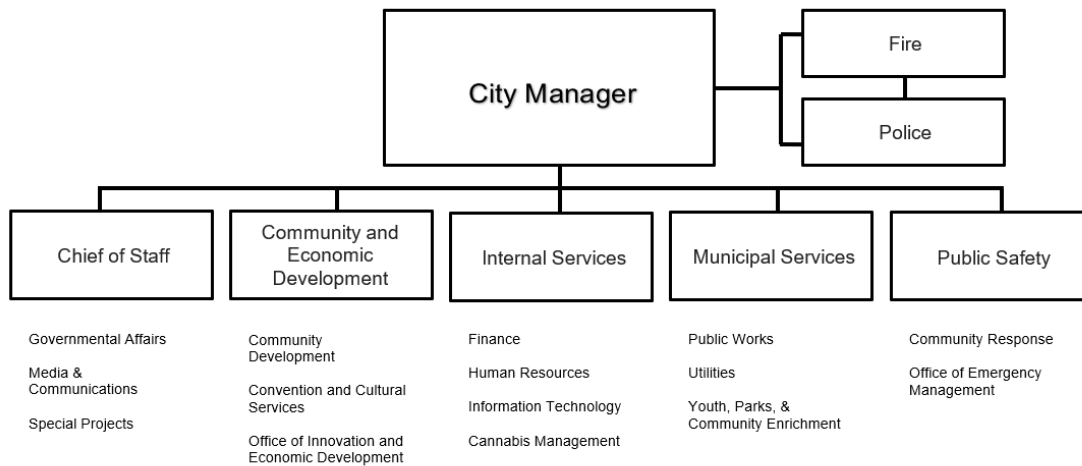 City Manager
Fire
Police
Chief of Staff
Community and
Economic
Development
Internal Services
Municipal Services
Public Safety
Governmental Affairs
Media &
Communications
Special Projects
Community
Development
Convention and Cultural
Services
Office of Innovation and
Economic Development
Finance
Human Resources
Information Technology
Cannabis Management
Public Works
Utilities
Youth, Parks, &
Community Enrichment
Community Response
Office of Emergency
Management